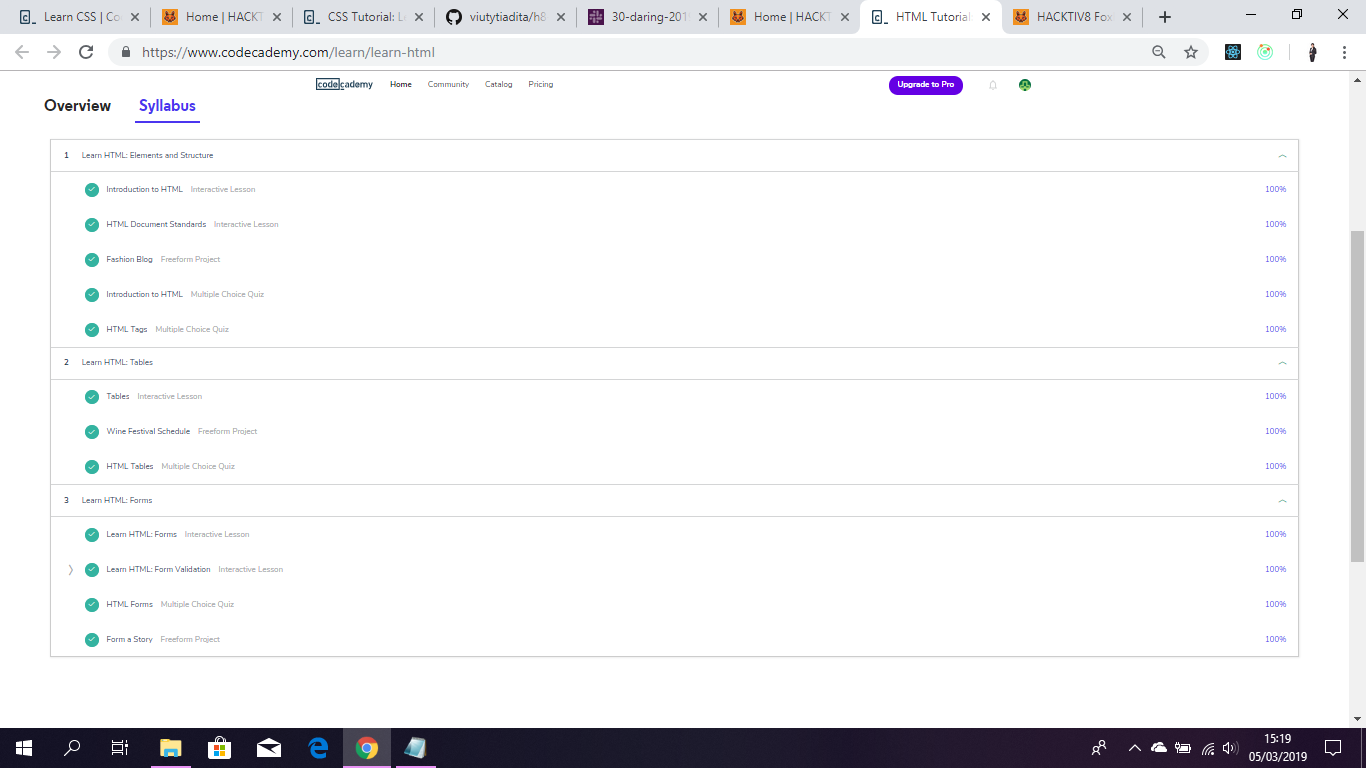 Learn CSS | Co
Home | HACKT
CSS Tutorial: L
viutytiadita/h8
30-daring-201
Home | HACKT
HTML Tutorial
HACKTIV8 Fox
https://www.codecademy.com/learn/learn-html
codecademy Home Community Catalog Pricing Upgrade to Pro
Overview Syllabus
1 Learn HTML: Elements and Structure
Introduction to HTML Interactive Lesson 100%
HTML Document Standards Interactive Lesson 100%
Fashion Blog Freeform Project 100%
Introduction to HTML Multiple Choice Quiz 100%
HTML Tags Multiple Choice Quiz 100%
2 Learn HTML: Tables
Tables Interactive Lesson 100%
Wine Festival Schedule Freeform Project 100%
HTML Tables Multiple Choice Quiz 100%
3 Learn HTML: Forms
Learn HTML: Forms Interactive Lesson 100%
Learn HTML: Form Validation Interactive Lesson 100%
HTML Forms Multiple Choice Quiz 100%
Form a Story Freeform Project 100%
15:19
05/03/2019